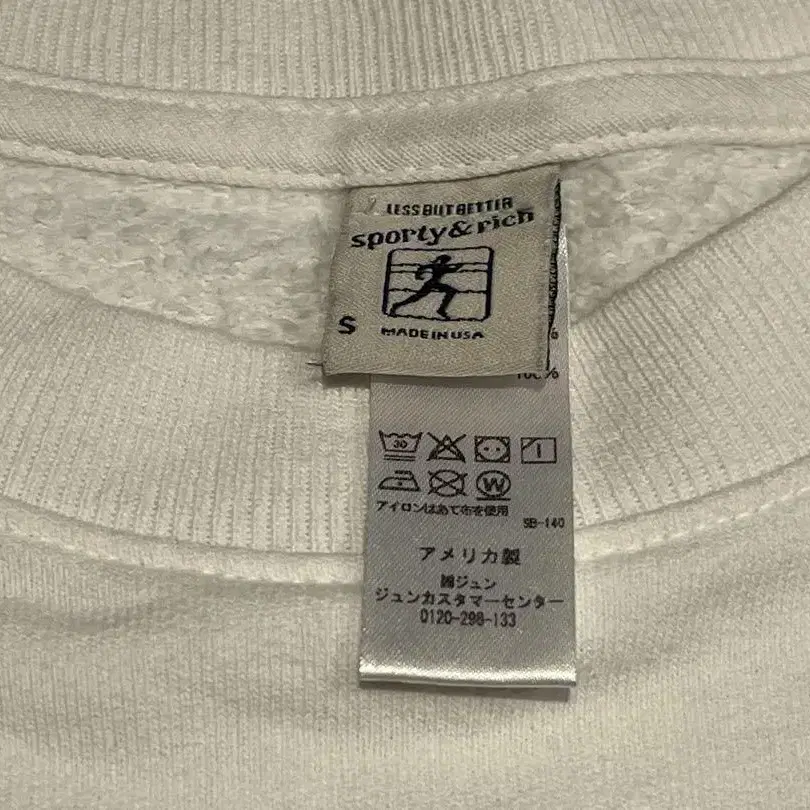 LESS BUT BETTER
sporty & rich
S
MADE IN USA
100%
30
W
アイロンはあて布を使用
SB-140
アメリカ製
㈱ジュン
ジュンカスタマーセンター
0120-298-133